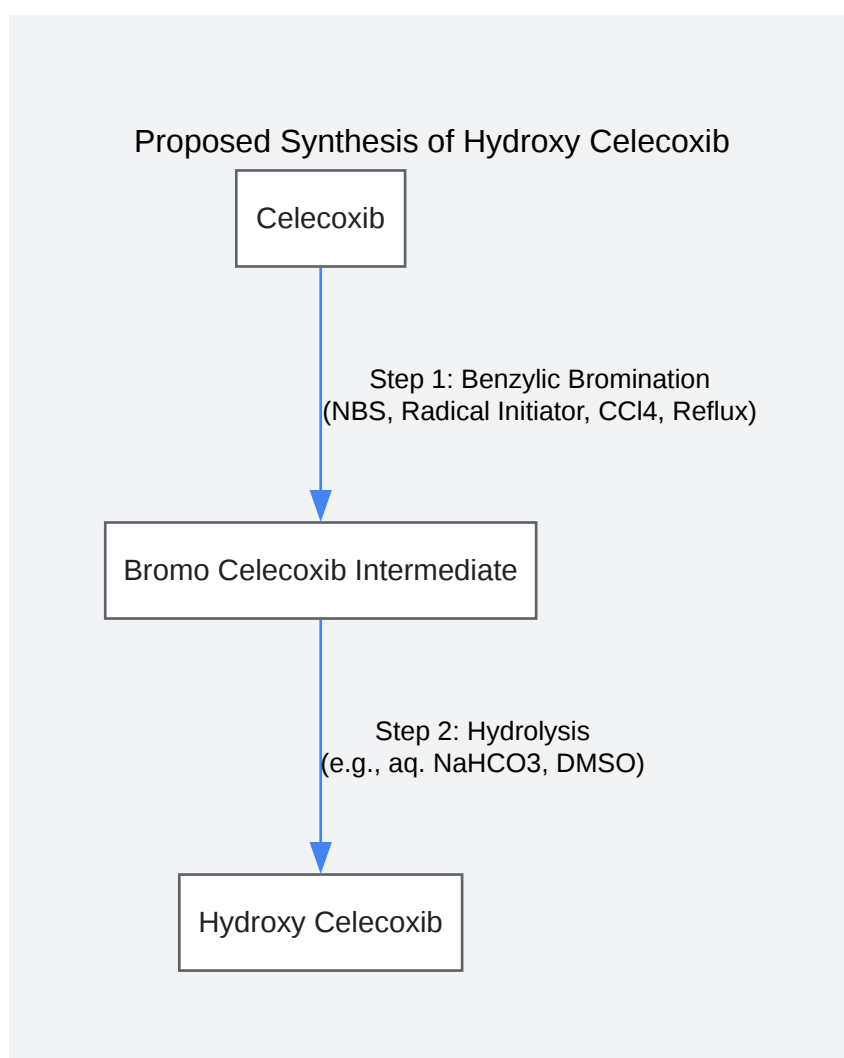 Proposed Synthesis of Hydroxy Celecoxib
Celecoxib
Step 1: Benzylic Bromination
(NBS, Radical Initiator, CCl4, Reflux)
Bromo Celecoxib Intermediate
Step 2: Hydrolysis
(e.g., aq. NaHCO3, DMSO)
Hydroxy Celecoxib